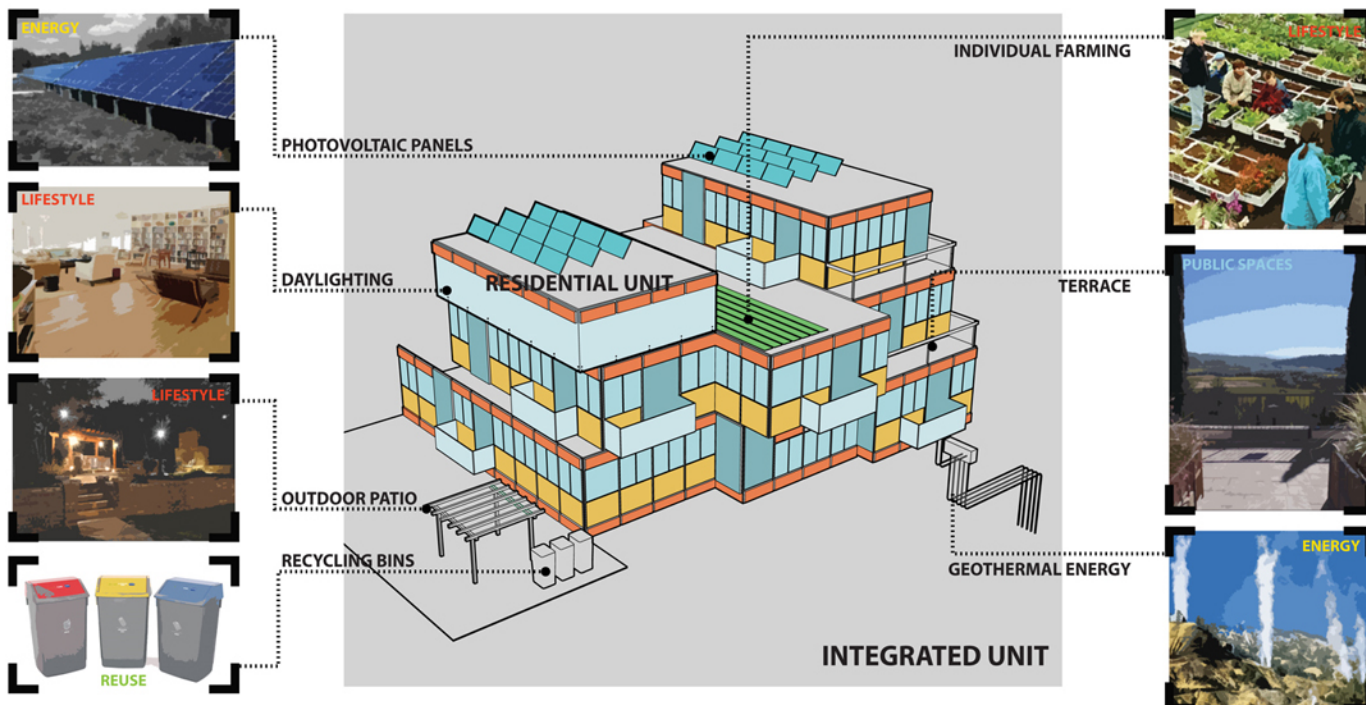 ENERGY
LIFESTYLE
INDIVIDUAL FARMING
PHOTOVOLTAIC PANELS
LIFESTYLE
DAYLIGHTING
RESIDENTIAL UNIT
PUBLIC SPACES
TERRACE
LIFESTYLE
OUTDOOR PATIO
RECYCLING BINS
ENERGY
GEOTHERMAL ENERGY
INTEGRATED UNIT
REUSE